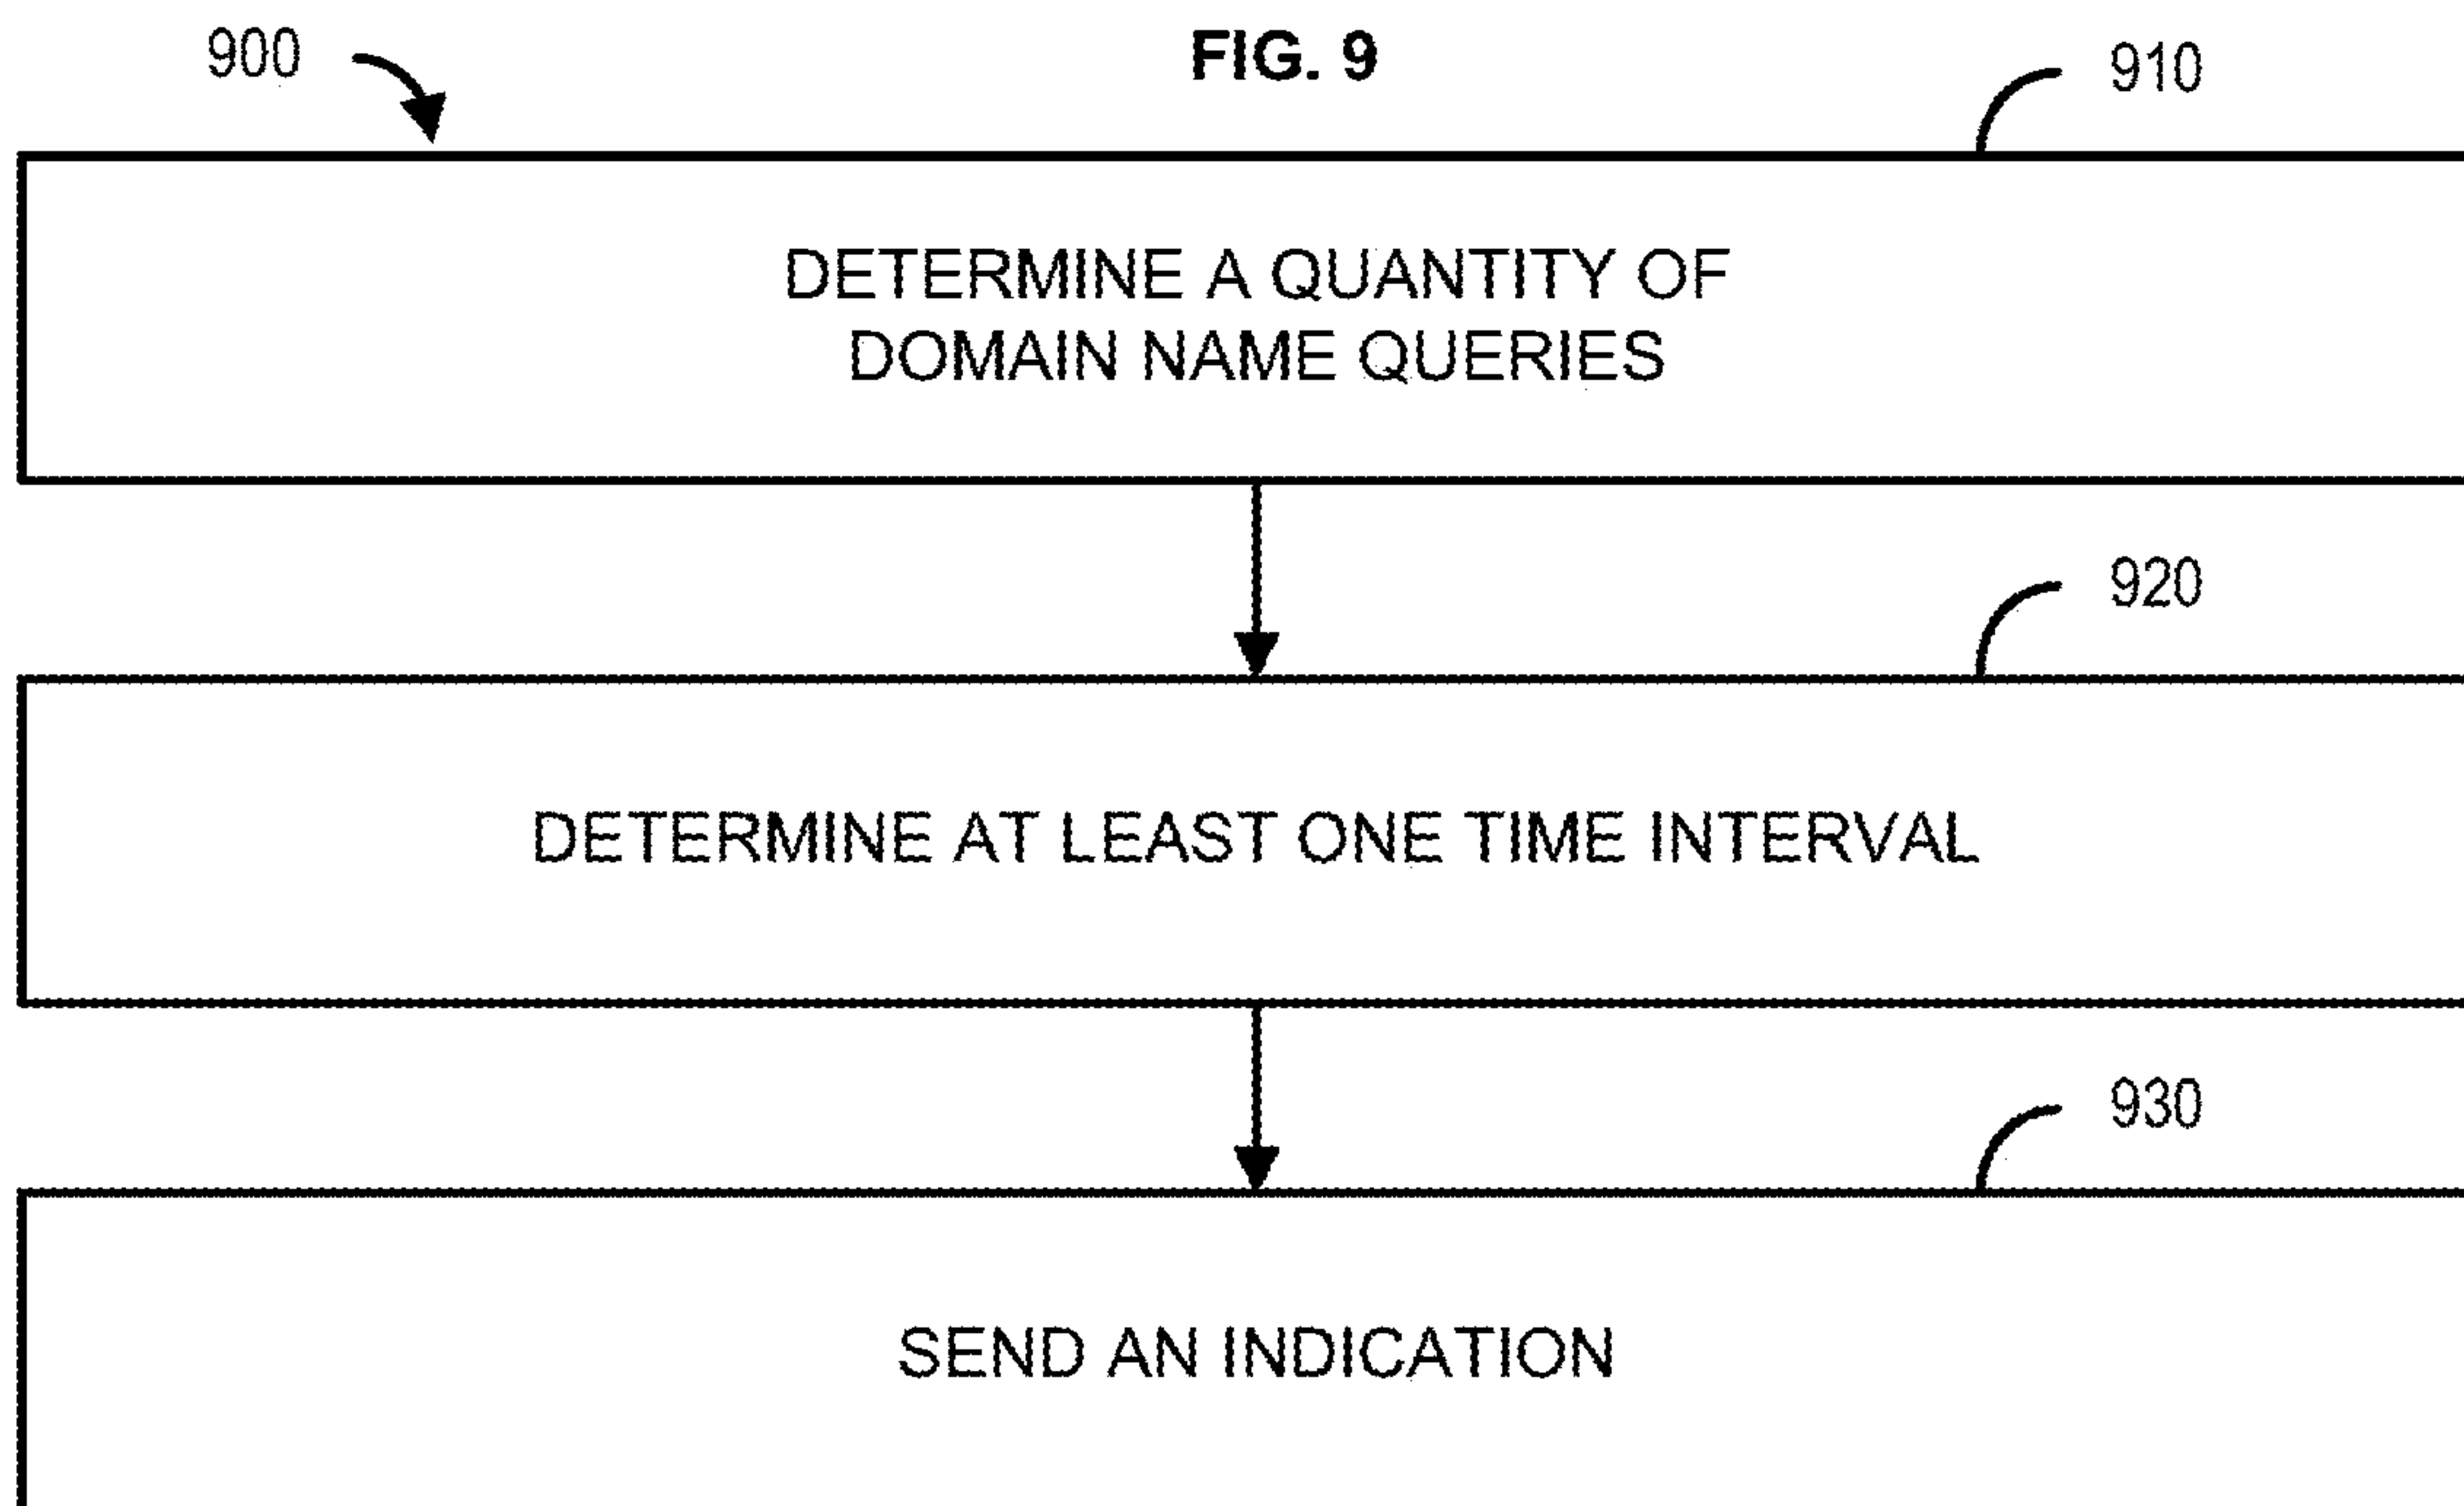 900
FIG. 9
910
DETERMINE A QUANTITY OF
DOMAIN NAME QUERIES
920
DETERMINE AT LEAST ONE TIME INTERVAL
930
SEND AN INDICATION